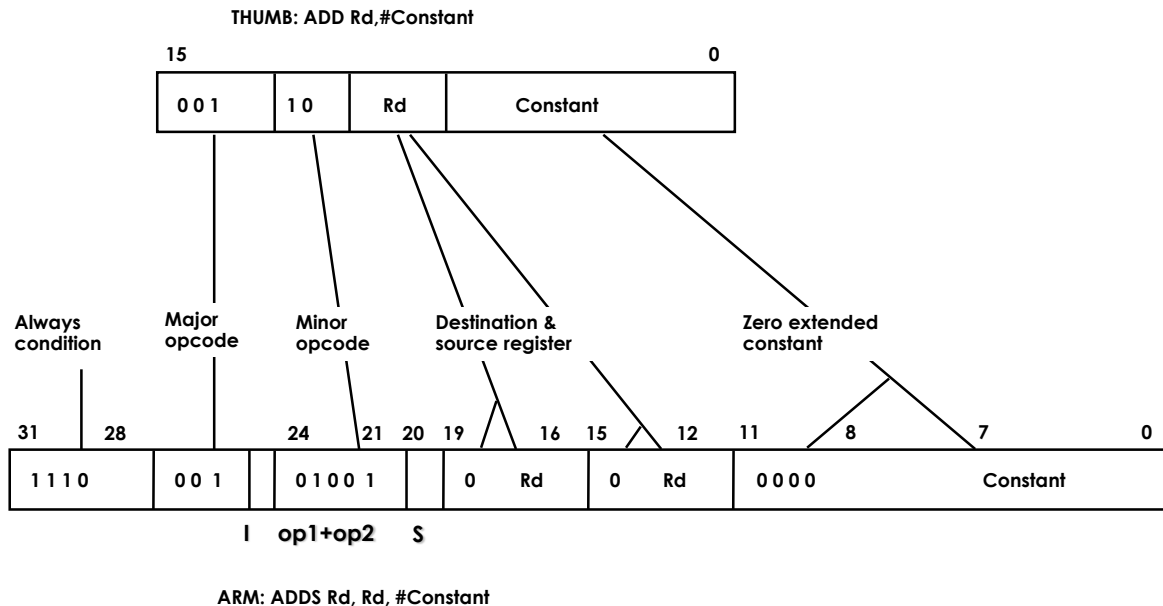 THUMB: ADD Rd,#Constant
15 0
0 0 1 1 0 Rd Constant
Always condition
Major opcode
Minor opcode
Destination & source register
Zero extended constant
31 28 24 21 20 19 16 15 12 11 8 7 0
1 1 1 0 0 0 1 0 1 0 0 1 0 Rd 0 Rd 0 0 0 0 Constant
I op1+op2 S
ARM: ADDS Rd, Rd, #Constant